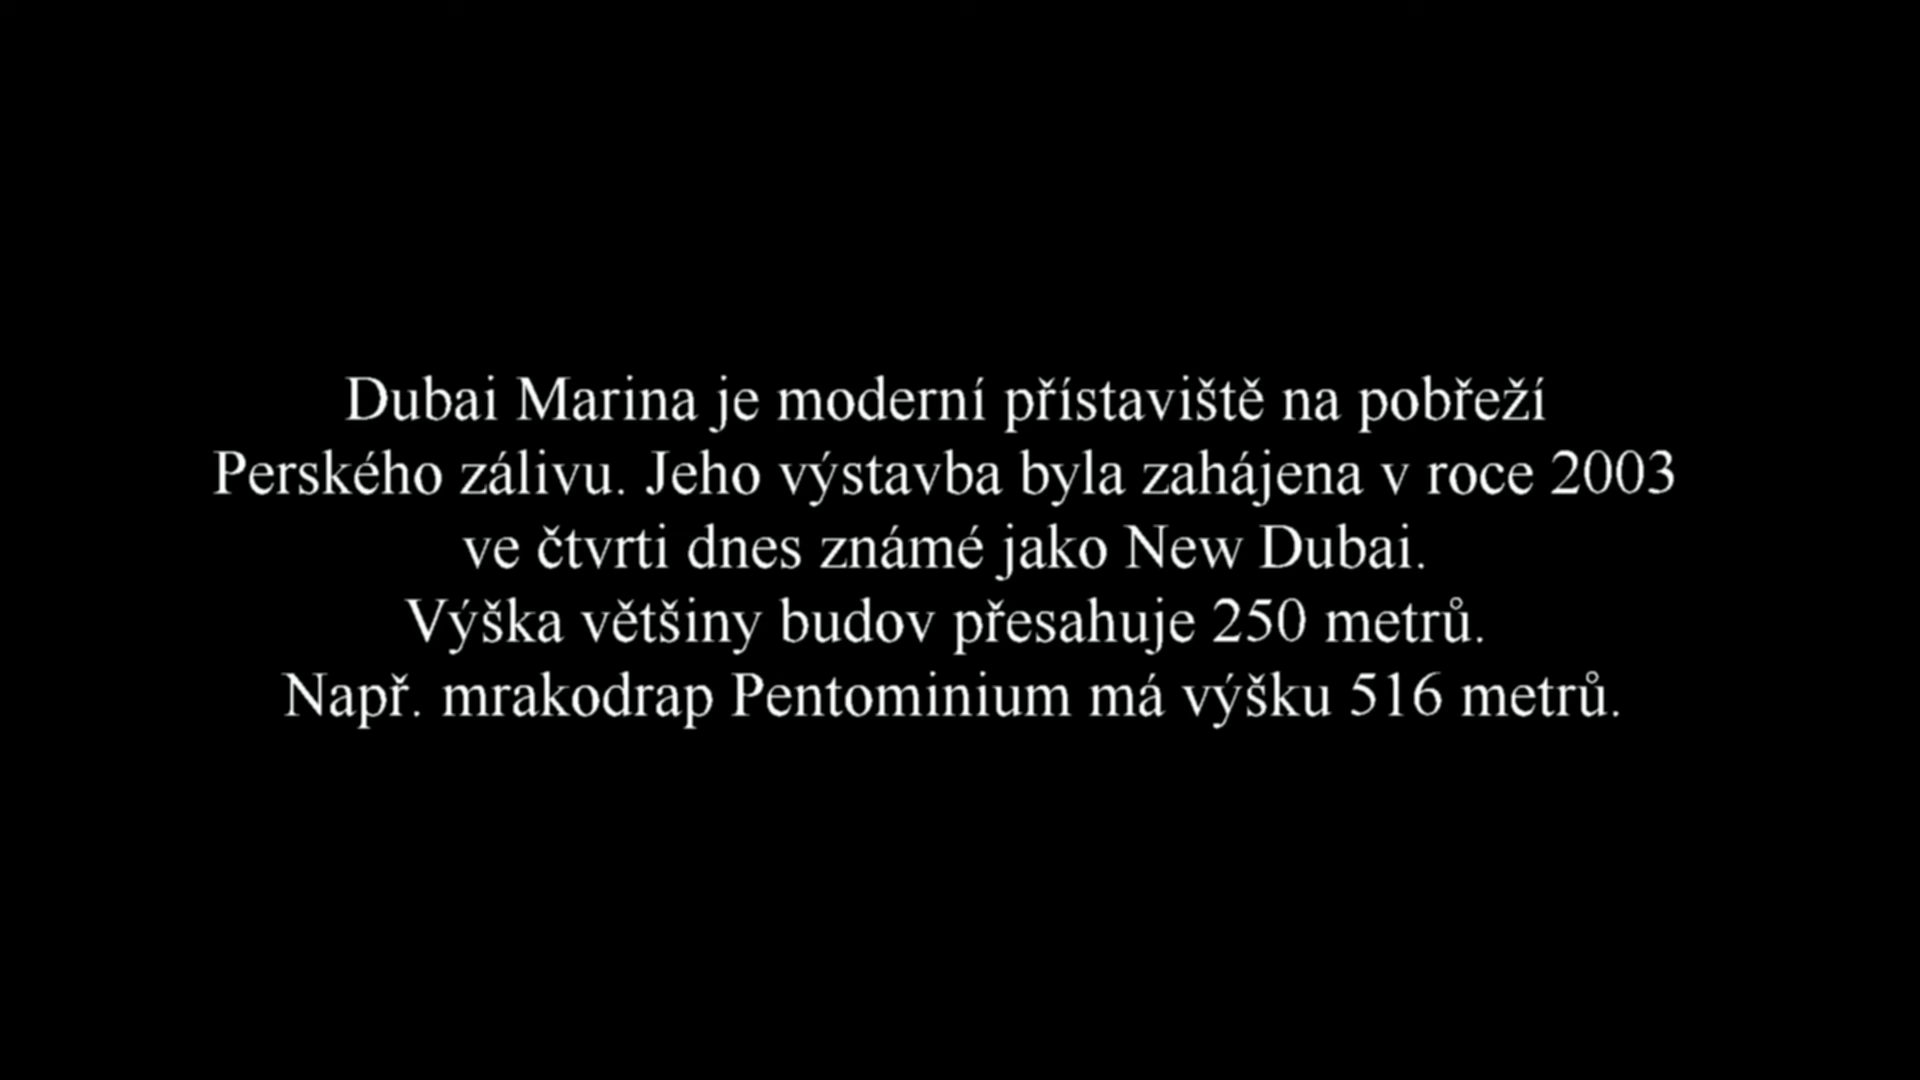 Dubai Marina je moderní přístaviště na pobřeží
Perského zálivu. Jeho výstavba byla zahájena v roce 2003
ve čtvrti dnes známé jako New Dubai.
Výška většiny budov přesahuje 250 metrů.
Např. mrakodrap Pentominium má výšku 516 metrů.